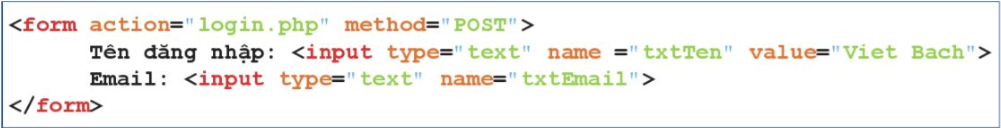 <form action="login.php" method="POST">
Tên đăng nhập: <input type="text" name ="txtTen" value="Viet Bach">
Email: <input type="text" name="txtEmail">
</form>